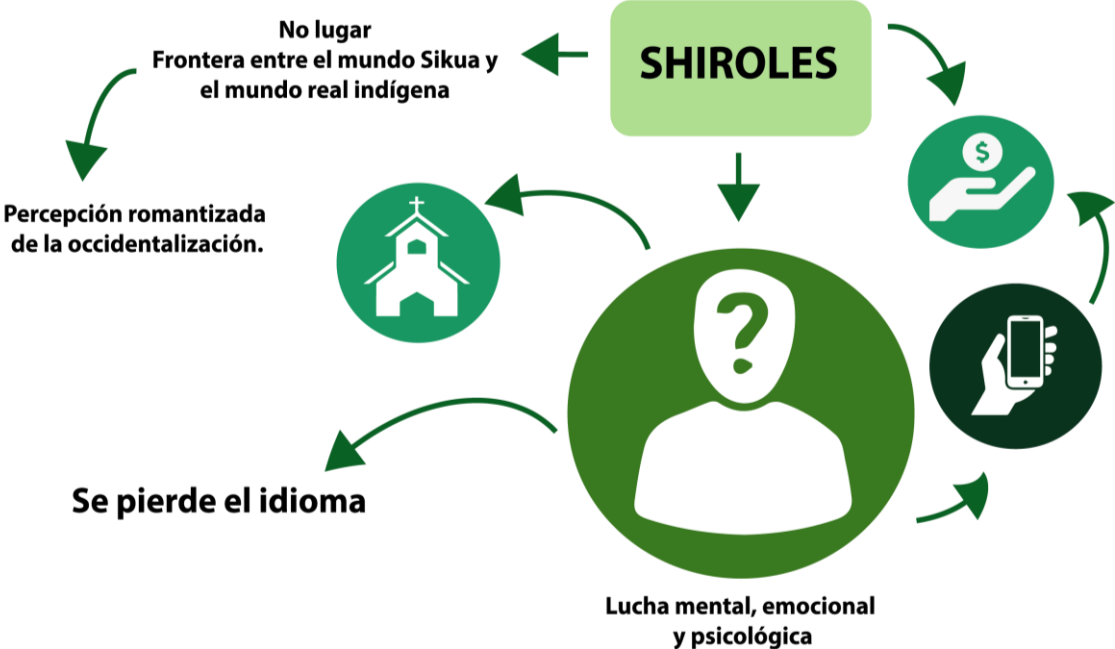 SHIROLES
No lugar
Frontera entre el mundo Sikua y
el mundo real indígena
Percepción romantizada
de la occidentalización.
$
?
Se pierde el idioma
Lucha mental, emocional
y psicológica